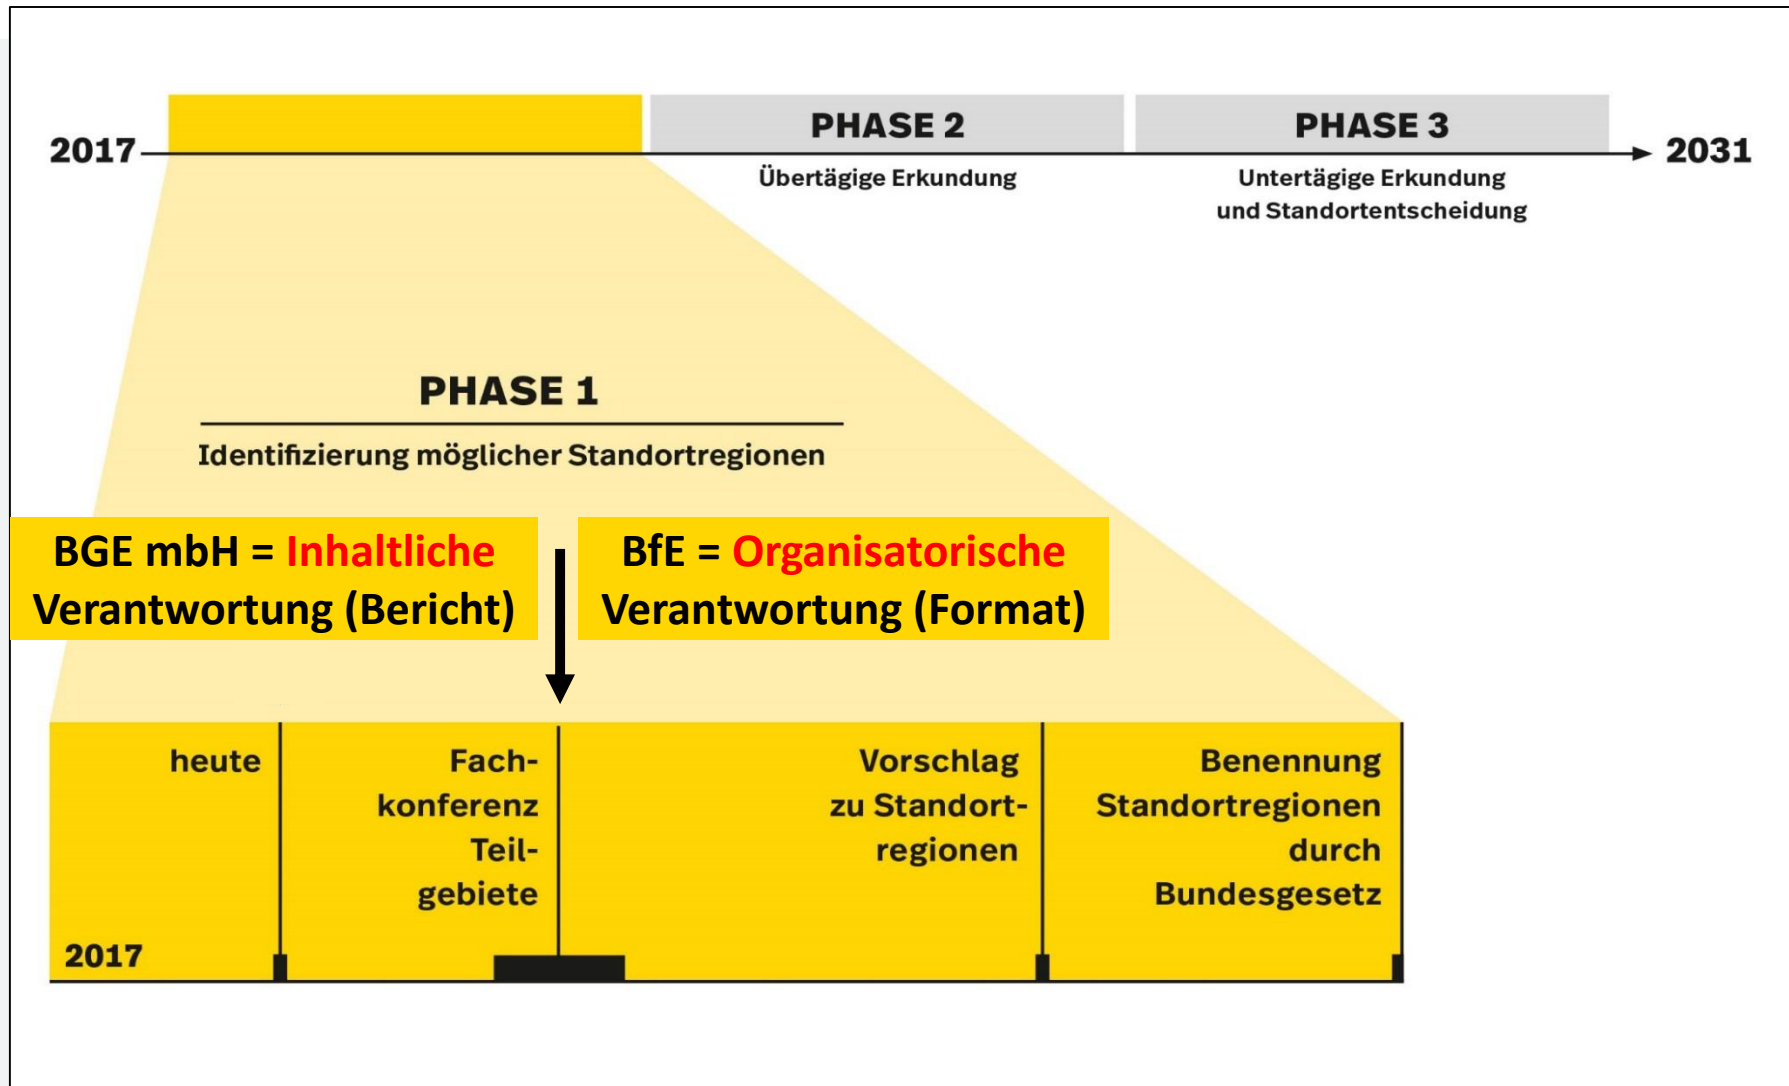 2017
PHASE 2
PHASE 3
2031
Übertägige Erkundung
Untertägige Erkundung
und Standortentscheidung
PHASE 1
Identifizierung möglicher Standortregionen
BGE mbH = Inhaltliche
Verantwortung (Bericht)
BfE = Organisatorische
Verantwortung (Format)
heute
Fach-
konferenz
Teil-
gebiete
Vorschlag
zu Standort-
regionen
Benennung
Standortregionen
durch
Bundesgesetz
2017